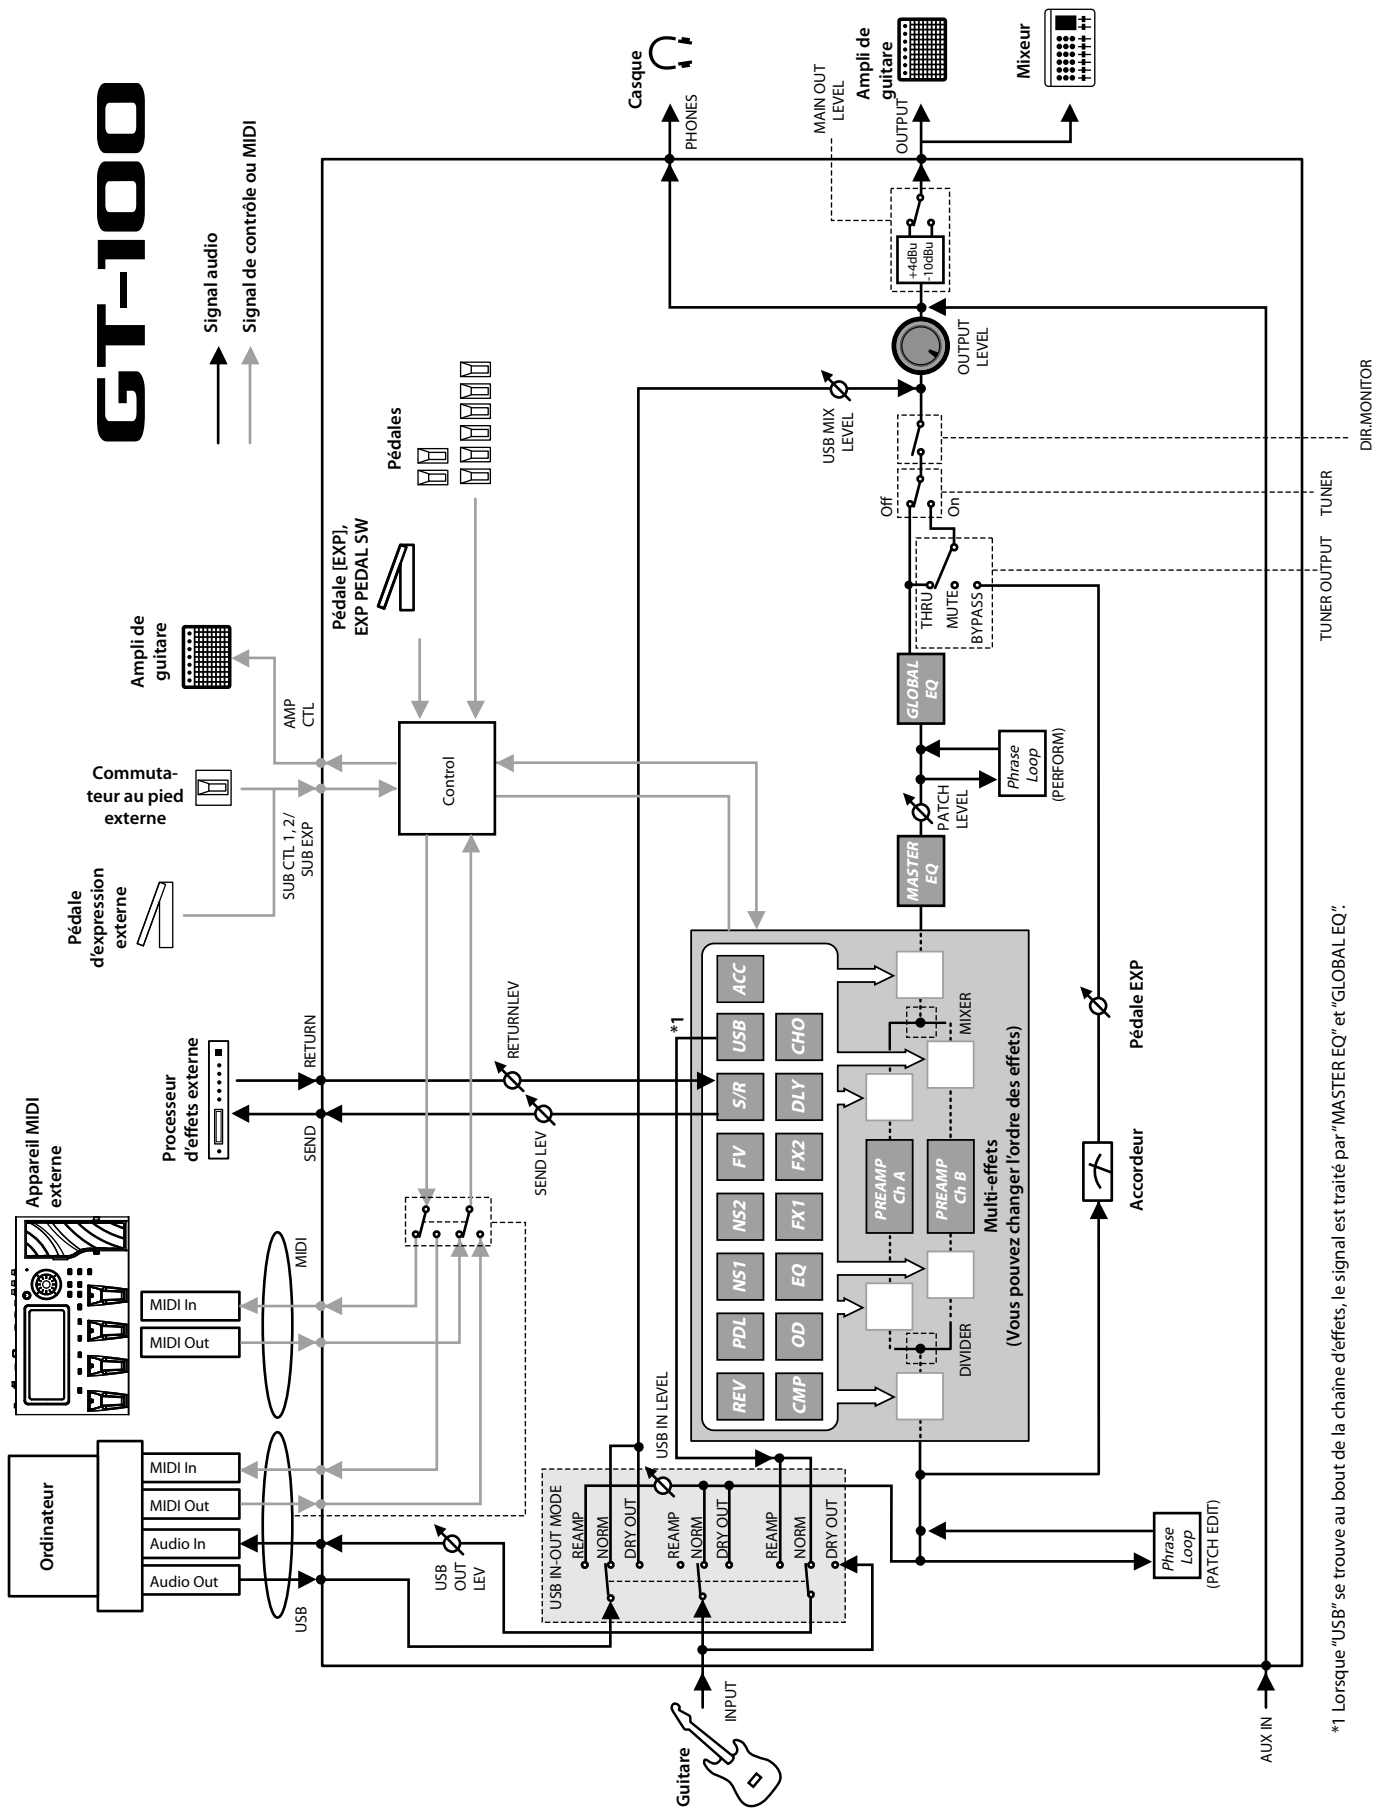 GT-100
Signal audio
Signal de contrôle ou MIDI
Ordinateur
Audio Out
Audio In
MIDI Out
MIDI In
USB
Appareil MIDI
externe
MIDI Out
MIDI In
MIDI
Processeur
d'effets externe
SEND
RETURN
Pédale
d'expression
externe
Commuta-
teur au pied
externe
SUB CTL 1, 2/
SUB EXP
Ampli de
guitare
AMP
CTL
Pédale [EXP],
EXP PEDAL SW
Pédales
Control
USB
OUT
LEV
SEND LEV
RETURN LEV
Casque
PHONES
Guitare
INPUT
USB IN-OUT MODE
REAMP
NORM
DRY OUT
REAMP
NORM
DRY OUT
REAMP
NORM
DRY OUT
USB IN LEVEL
*1
REV
PDL
NS1
NS2
FV
S/R
USB
ACC
CMP
OD
EQ
FX1
FX2
DLY
CHO
PREAMP
Ch A
PREAMP
Ch B
DIVIDER
MIXER
Multi-effets
(Vous pouvez changer l'ordre des effets)
MASTER
EQ
PATCH
LEVEL
Phrase
Loop
(PERFORM)
GLOBAL
EQ
THRU
MUTE
BYPASS
Off
On
USB MIX
LEVEL
OUTPUT
LEVEL
+4dBu
-10dBu
MAIN OUT
LEVEL
OUTPUT
Ampli de
guitare
Mixeur
Phrase
Loop
(PATCH EDIT)
Accordeur
Pédale EXP
TUNER OUTPUT
TUNER
DIR.MONITOR
AUX IN
*1 Lorsque "USB" se trouve au bout de la chaîne d'effets, le signal est traité par "MASTER EQ" et "GLOBAL EQ".